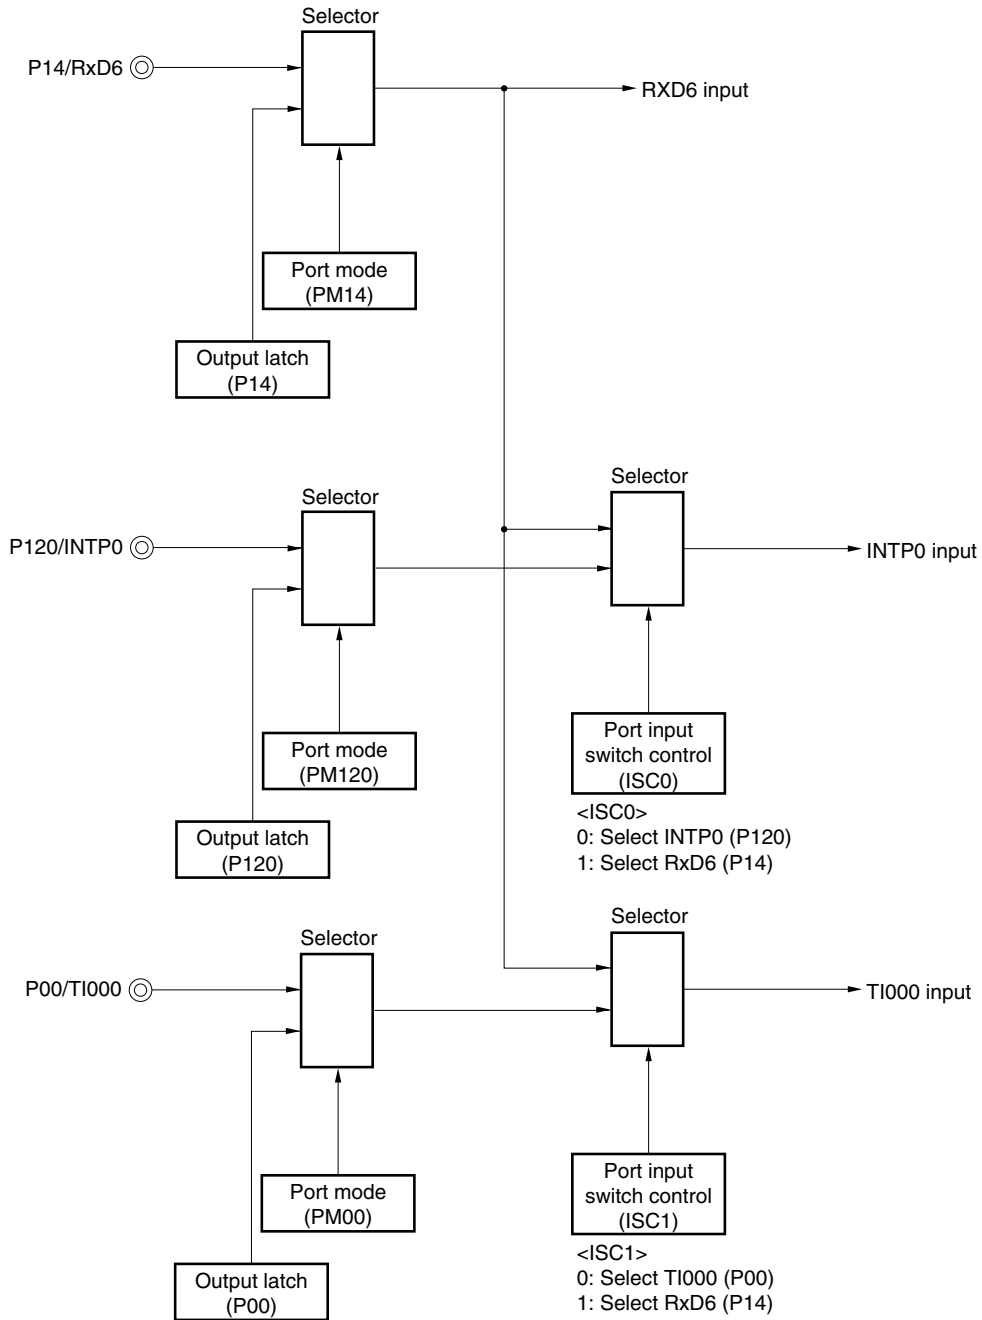 Selector
P14/RxD6
RXD6 input
Port mode
(PM14)
Output latch
(P14)
Selector
Selector
P120/INTP0
INTP0 input
Port mode
(PM120)
Port input
switch control
(ISC0)
<ISC0>
0: Select INTP0 (P120)
1: Select RxD6 (P14)
Output latch
(P120)
Selector
Selector
P00/TI000
TI000 input
Port mode
(PM00)
Port input
switch control
(ISC1)
<ISC1>
0: Select TI000 (P00)
1: Select RxD6 (P14)
Output latch
(P00)